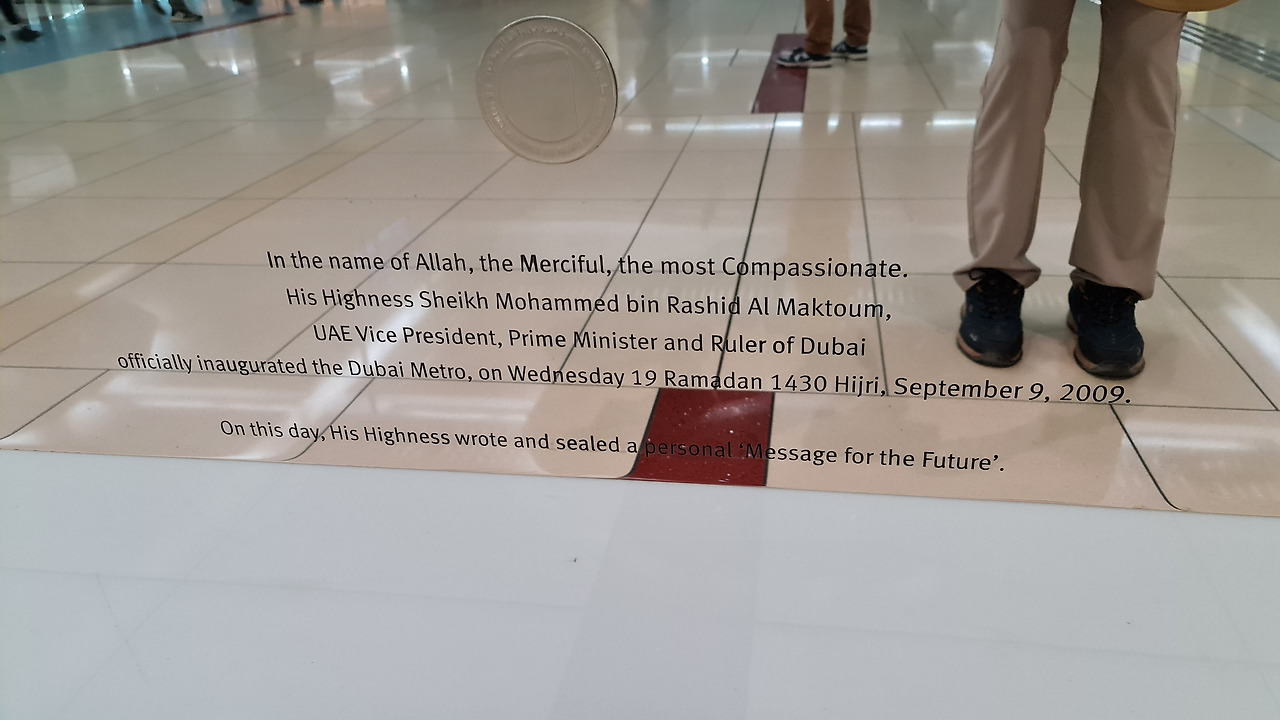 In the name of Allah, the Merciful, the most Compassionate.
His Highness Sheikh Mohammed bin Rashid Al Maktoum,
UAE Vice President, Prime Minister and Ruler of Dubai
officially inaugurated the Dubai Metro, on Wednesday 19 Ramadan 1430 Hijri, September 9, 2009.
On this day, His Highness wrote and sealed a personal ‘Message for the Future’.